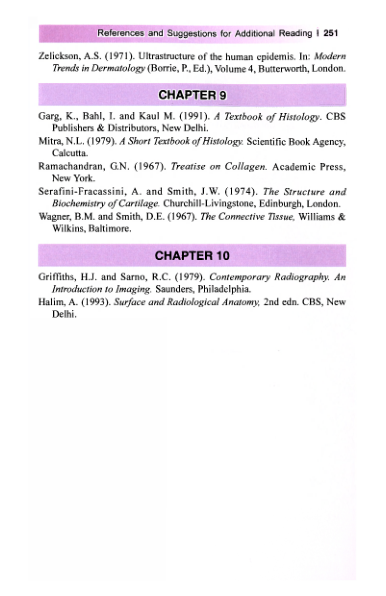 References and Suggestions for Additional Reading I 251
Zelickson, A.S. (1971). Ultrastructure of the human epidemis. In: Modern
Trends in Dermatology (Borrie, P., Ed.), Volume 4, Butterworth, London.
CHAPTER 9
Garg, K., Bahl, I. and Kaul M. (1991). A Textbook of Histology. CBS
Publishers & Distributors, New Delhi.
Mitra, N.L. (1979). A Short Textbook of Histology. Scientific Book Agency,
Calcutta.
Ramachandran, G.N. (1967). Treatise on Collagen. Academic Press,
New York.
Serafini-Fracassini, A. and Smith, J.W. (1974). The Structure and
Biochemistry of Cartilage. Churchill-Livingstone, Edinburgh, London.
Wagner, B.M. and Smith, D.E. (1967). The Connective Tissue, Williams &
Wilkins, Baltimore.
CHAPTER 10
Griffiths, H.J. and Sarno, R.C. (1979). Contemporary Radiography. An
Introduction to Imaging. Saunders, Philadelphia.
Halim, A. (1993). Surface and Radiological Anatomy, 2nd edn. CBS, New
Delhi.